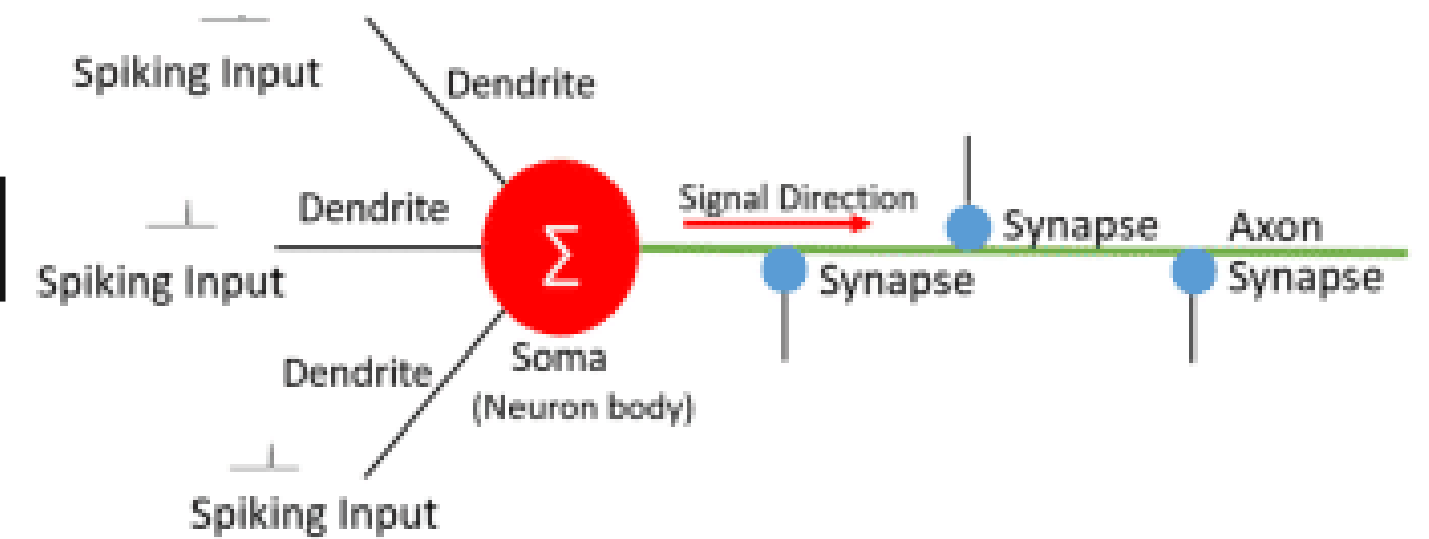 Spiking Input
Dendrite
Dendrite
Signal Direction
Synapse
Axon
Spiking Input
Σ
Synapse
Synapse
Dendrite
Soma
(Neuron body)
Spiking Input